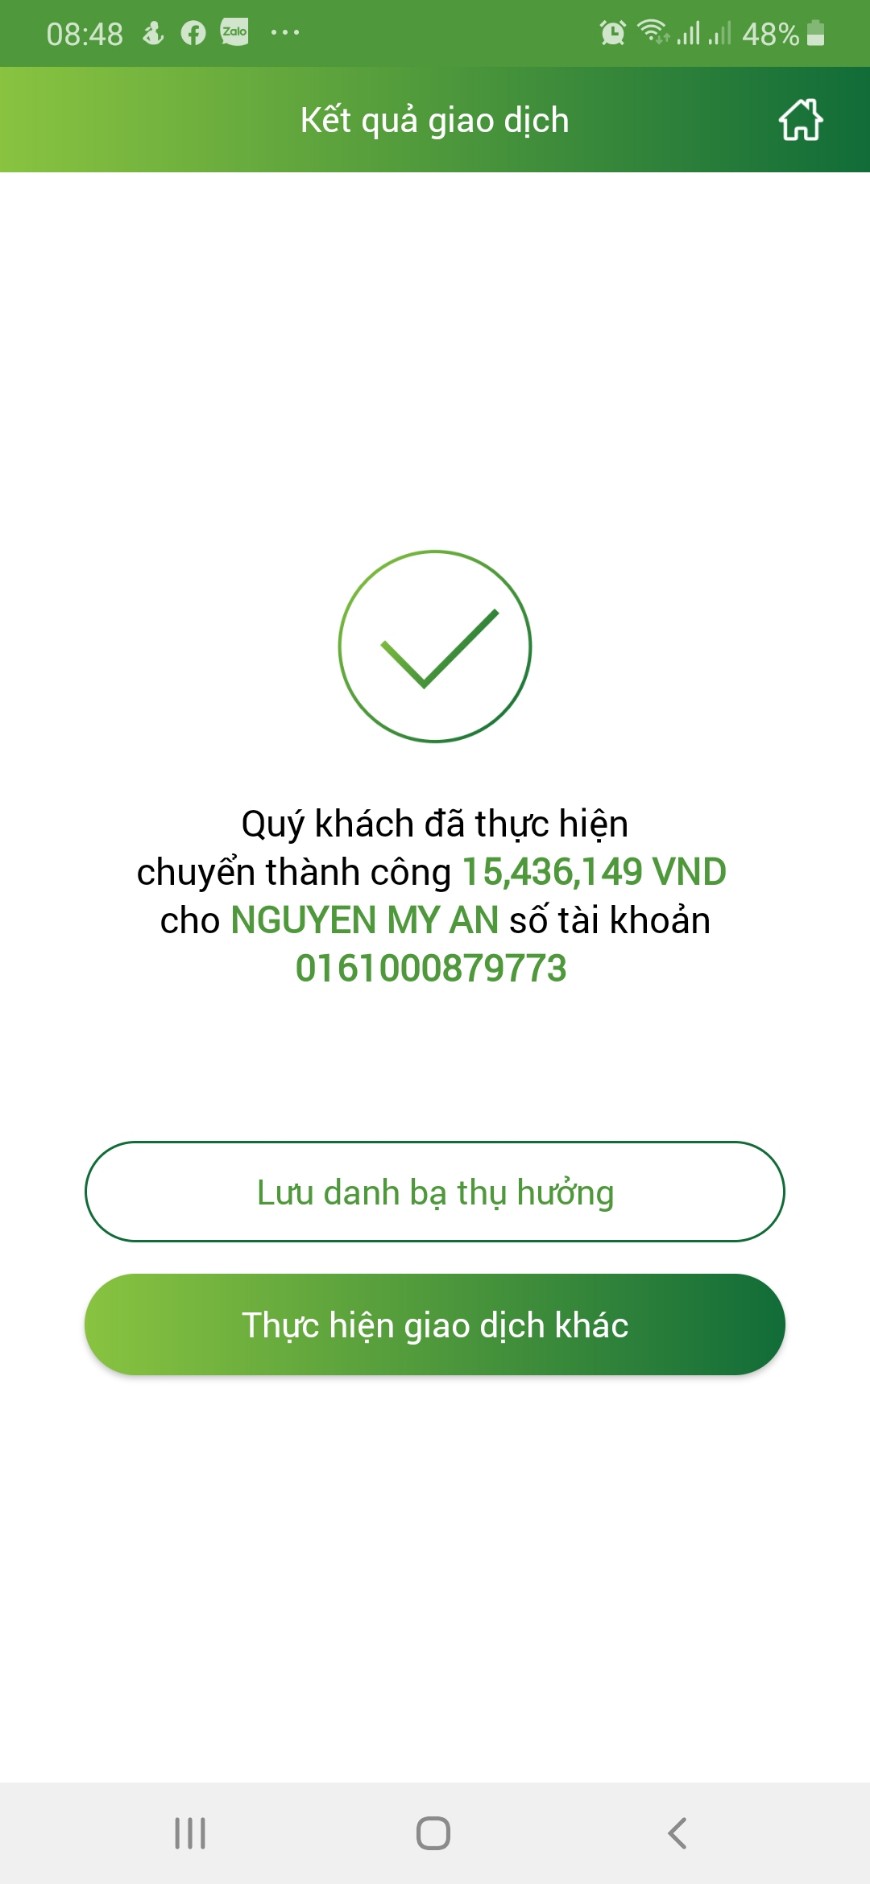 08:48
Zalo
48%
Kết quả giao dịch
Quý khách đã thực hiện
chuyển thành công 15,436,149 VND
cho NGUYEN MY AN số tài khoản
0161000879773
Lưu danh bạ thụ hưởng
Thực hiện giao dịch khác